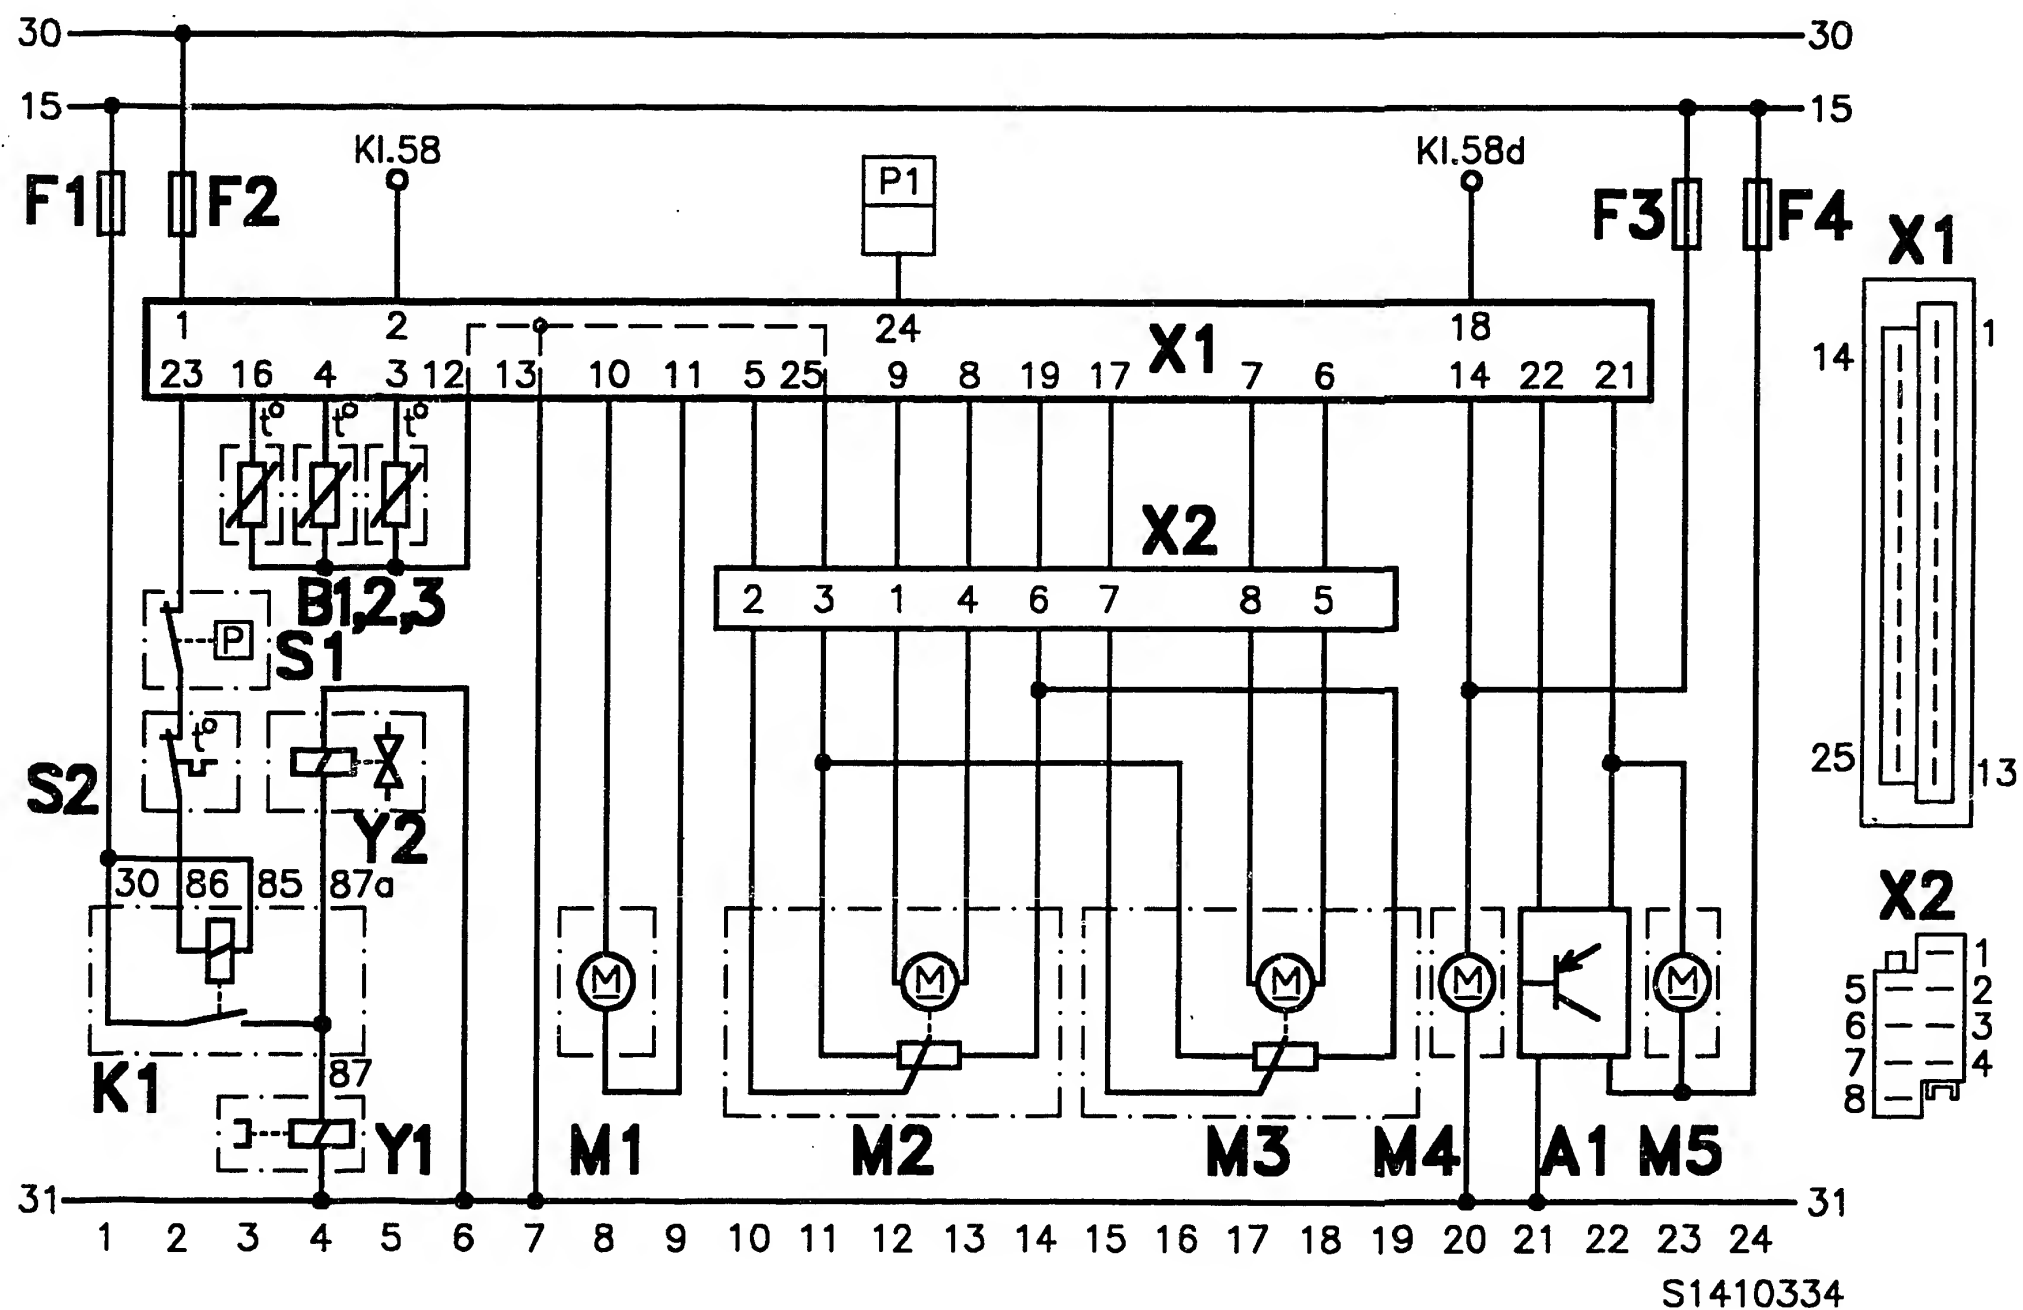 30 30
15 15
Kl.58 Kl.58d
P1
F1 F2 F3 F4
X1
1 2 24 18
X1
23 16 4 3 12 13 10 11 5 25 9 8 19 17 7 6 14 22 21
14 1
t° t° t°
X2
2 3 1 4 6 7 8 5
B1,2,3
P
S1
t°
S2
25 13
Y2
30 86 85 87a
X2
M M M M
M
1
5 2
6 3
7 4
8
87
K1
Y1 M1 M2 M3 M4 A1 M5
31 31
1 2 3 4 5 6 7 8 9 10 11 12 13 14 15 16 17 18 19 20 21 22 23 24
S1410334